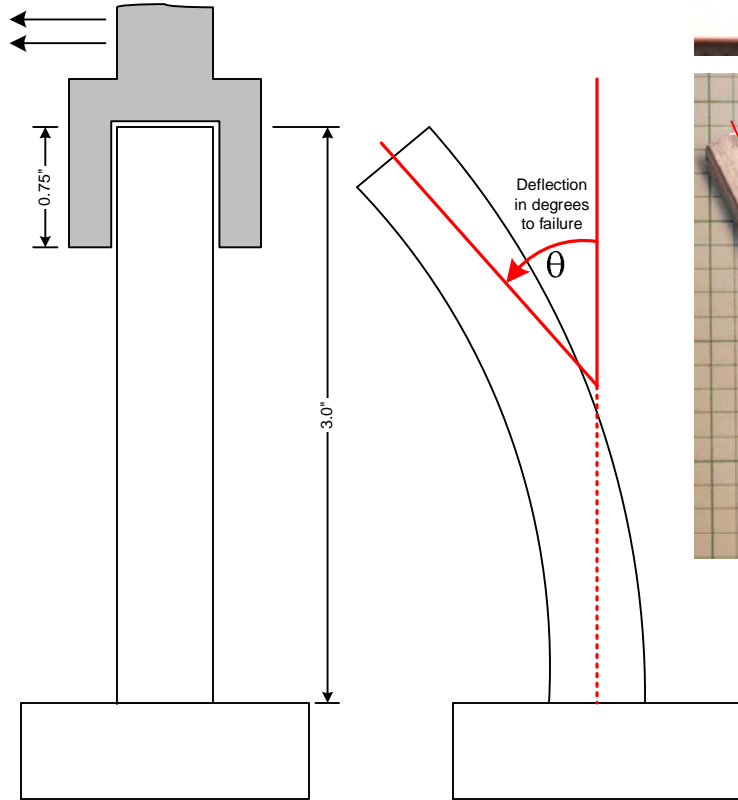 0.75"
3.0"
Deflection
in degrees
to failure
θ